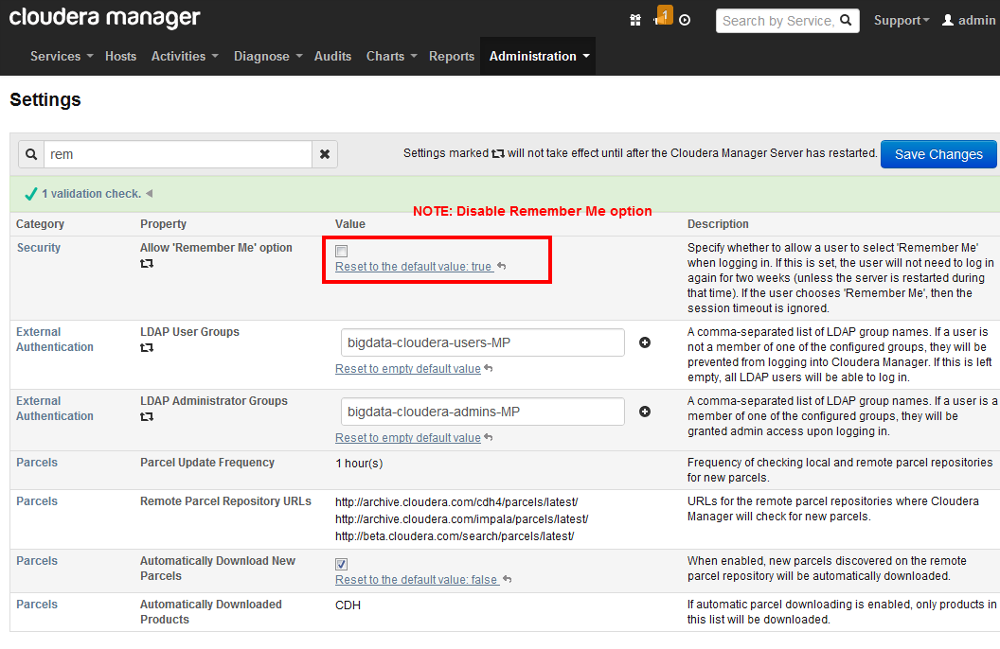 cloudera manager
1
Search by Service,
Support
admin
Services
Hosts
Activities
Diagnose
Audits
Charts
Reports
Administration
Settings
rem
Settings marked will not take effect until after the Cloudera Manager Server has restarted.
Save Changes
1 validation check.
NOTE: Disable Remember Me option
Category
Property
Value
Description
Security
Allow 'Remember Me' option
Reset to the default value: true
Specify whether to allow a user to select 'Remember Me'
when logging in. If this is set, the user will not need to log in
again for two weeks (unless the server is restarted during
that time). If the user chooses 'Remember Me', then the
session timeout is ignored.
External
Authentication
LDAP User Groups
bigdata-cloudera-users-MP
Reset to empty default value
A comma-separated list of LDAP group names. If a user is
not a member of one of the configured groups, they will be
prevented from logging into Cloudera Manager. If this is left
empty, all LDAP users will be able to log in.
External
Authentication
LDAP Administrator Groups
bigdata-cloudera-admins-MP
Reset to empty default value
A comma-separated list of LDAP group names. If a user is a
member of one of the configured groups, they will be
granted admin access upon logging in.
Parcels
Parcel Update Frequency
1 hour(s)
Frequency of checking local and remote parcel repositories
for new parcels.
Parcels
Remote Parcel Repository URLs
http://archive.cloudera.com/cdh4/parcels/latest/
http://archive.cloudera.com/impala/parcels/latest/
http://beta.cloudera.com/search/parcels/latest/
URLs for the remote parcel repositories where Cloudera
Manager will check for new parcels.
Parcels
Automatically Download New
Parcels
Reset to the default value: false
When enabled, new parcels discovered on the remote
parcel repository will be automatically downloaded.
Parcels
Automatically Downloaded
Products
CDH
If automatic parcel downloading is enabled, only products in
this list will be downloaded.